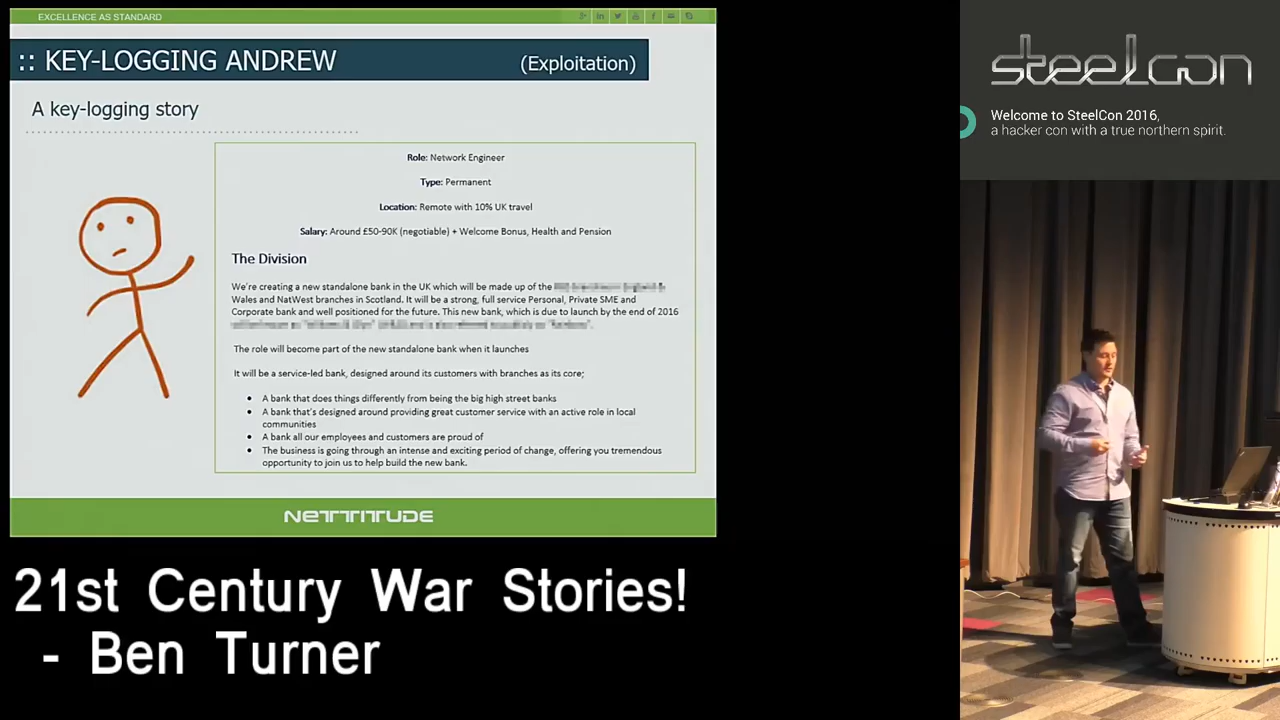 EXCELLENCE AS STANDARD
:: KEY-LOGGING ANDREW
(Exploitation)
A key-logging story
Role: Network Engineer
Type: Permanent
Location: Remote with 10% UK travel
Salary: Around £50-90K (negotiable) + Welcome Bonus, Health and Pension
The Division
We're creating a new standalone bank in the UK which will be made up of the
Wales and NatWest branches in Scotland. It will be a strong, full service Personal, Private SME and
Corporate bank and well positioned for the future. This new bank, which is due to launch by the end of 2016
The role will become part of the new standalone bank when it launches
It will be a service-led bank, designed around its customers with branches as its core;
• A bank that does things differently from being the big high street banks
• A bank that's designed around providing great customer service with an active role in local
communities
• A bank all our employees and customers are proud of
• The business is going through an intense and exciting period of change, offering you tremendous
opportunity to join us to help build the new bank.
NETTITUDE
21st Century War Stories!
- Ben Turner
steelcon
Welcome to SteelCon 2016,
a hacker con with a true northern spirit.